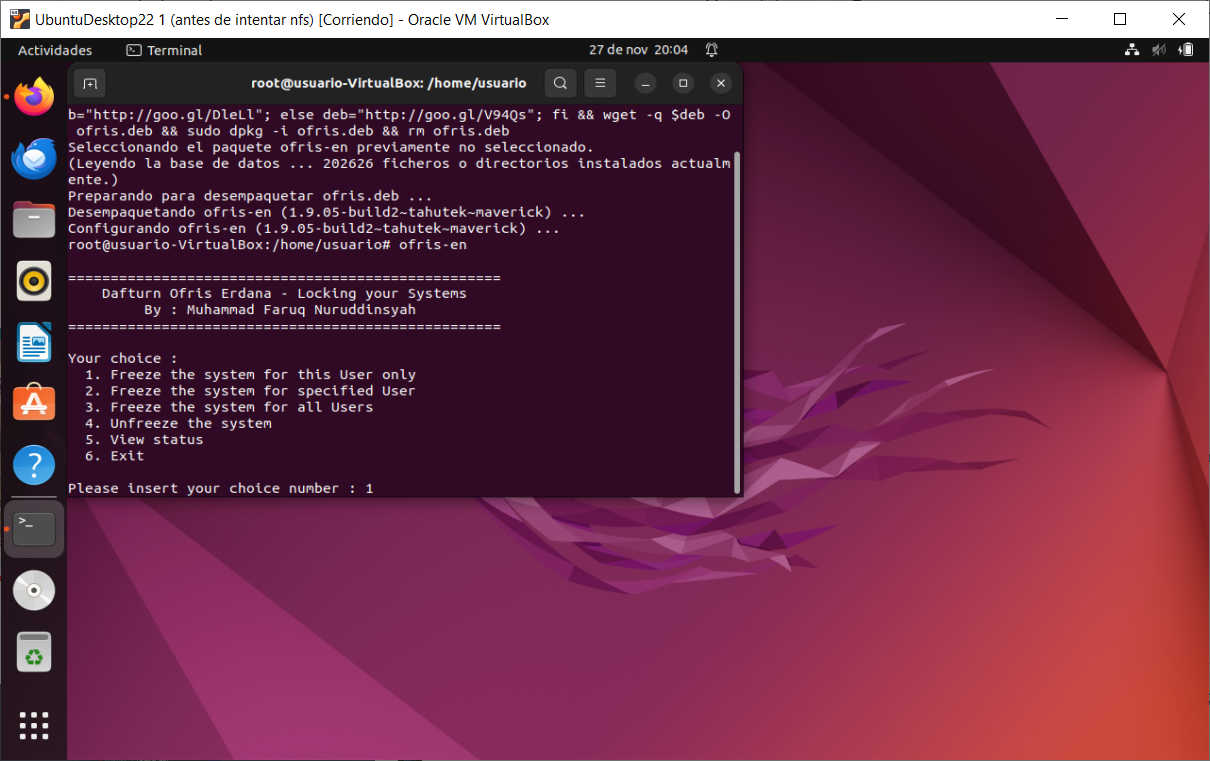 UbuntuDesktop22 1 (antes de intentar nfs) [Corriendo] - Oracle VM VirtualBox
Actividades Terminal 27 de nov 20:04
root@usuario-VirtualBox: /home/usuario
b="http://goo.gl/DleLl"; else deb="http://goo.gl/V94Qs"; fi && wget -q $deb -O
ofris.deb && sudo dpkg -i ofris.deb && rm ofris.deb
Seleccionando el paquete ofris-en previamente no seleccionado.
(Leyendo la base de datos ... 202626 ficheros o directorios instalados actualm
ente.)
Preparando para desempaquetar ofris.deb ...
Desempaquetando ofris-en (1.9.05-build2~tahutek~maverick) ...
Configurando ofris-en (1.9.05-build2~tahutek~maverick) ...
root@usuario-VirtualBox:/home/usuario# ofris-en
===================================================
Dafturn Ofris Erdana - Locking your Systems
By : Muhammad Faruq Nuruddinsyah
===================================================
Your choice :
1. Freeze the system for this User only
2. Freeze the system for specified User
3. Freeze the system for all Users
4. Unfreeze the system
5. View status
6. Exit
Please insert your choice number : 1